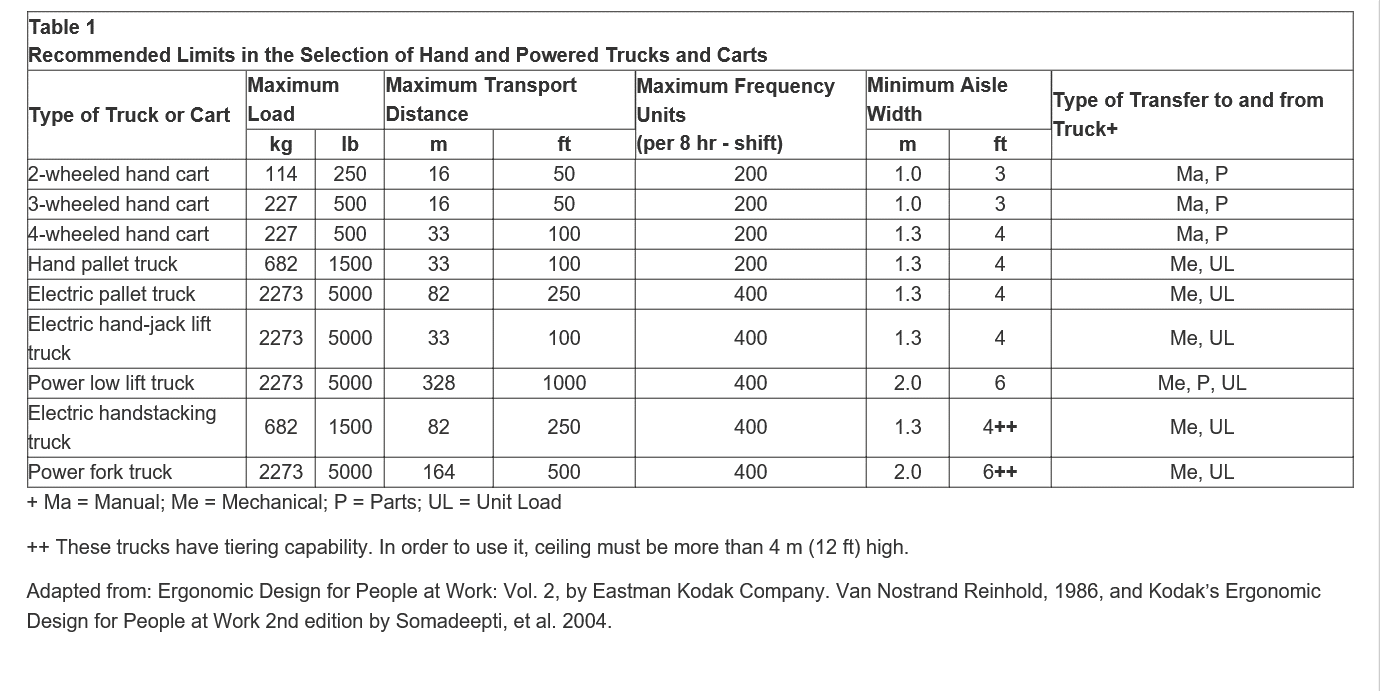 Table 1
Recommended Limits in the Selection of Hand and Powered Trucks and Carts
Type of Truck or Cart
Maximum
Load
Maximum Transport
Distance
Maximum Frequency
Units
(per 8 hr - shift)
Minimum Aisle
Width
Type of Transfer to and from
Truck+
kg lb m ft m ft
2-wheeled hand cart 114 250 16 50 200 1.0 3 Ma, P
3-wheeled hand cart 227 500 16 50 200 1.0 3 Ma, P
4-wheeled hand cart 227 500 33 100 200 1.3 4 Ma, P
Hand pallet truck 682 1500 33 100 200 1.3 4 Me, UL
Electric pallet truck 2273 5000 82 250 400 1.3 4 Me, UL
Electric hand-jack lift
truck 2273 5000 33 100 400 1.3 4 Me, UL
Power low lift truck 2273 5000 328 1000 400 2.0 6 Me, P, UL
Electric handstacking
truck 682 1500 82 250 400 1.3 4++ Me, UL
Power fork truck 2273 5000 164 500 400 2.0 6++ Me, UL
+ Ma = Manual; Me = Mechanical; P = Parts; UL = Unit Load
++ These trucks have tiering capability. In order to use it, ceiling must be more than 4 m (12 ft) high.
Adapted from: Ergonomic Design for People at Work: Vol. 2, by Eastman Kodak Company. Van Nostrand Reinhold, 1986, and Kodak’s Ergonomic
Design for People at Work 2nd edition by Somadeepti, et al. 2004.